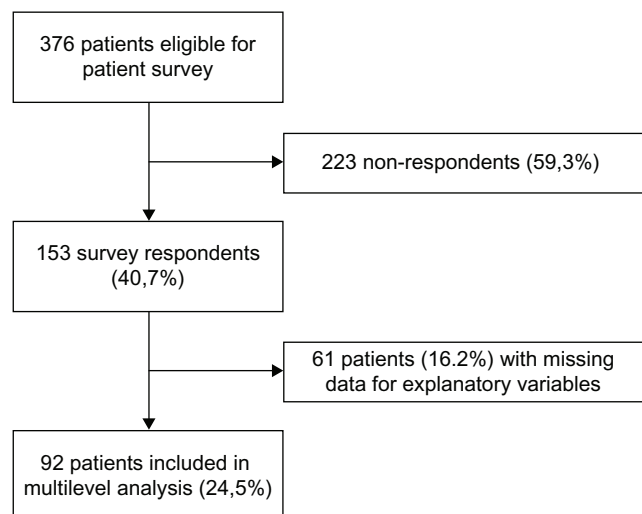 376 patients eligible for
patient survey
223 non-respondents (59,3%)
153 survey respondents
(40,7%)
61 patients (16.2%) with missing
data for explanatory variables
92 patients included in
multilevel analysis (24,5%)